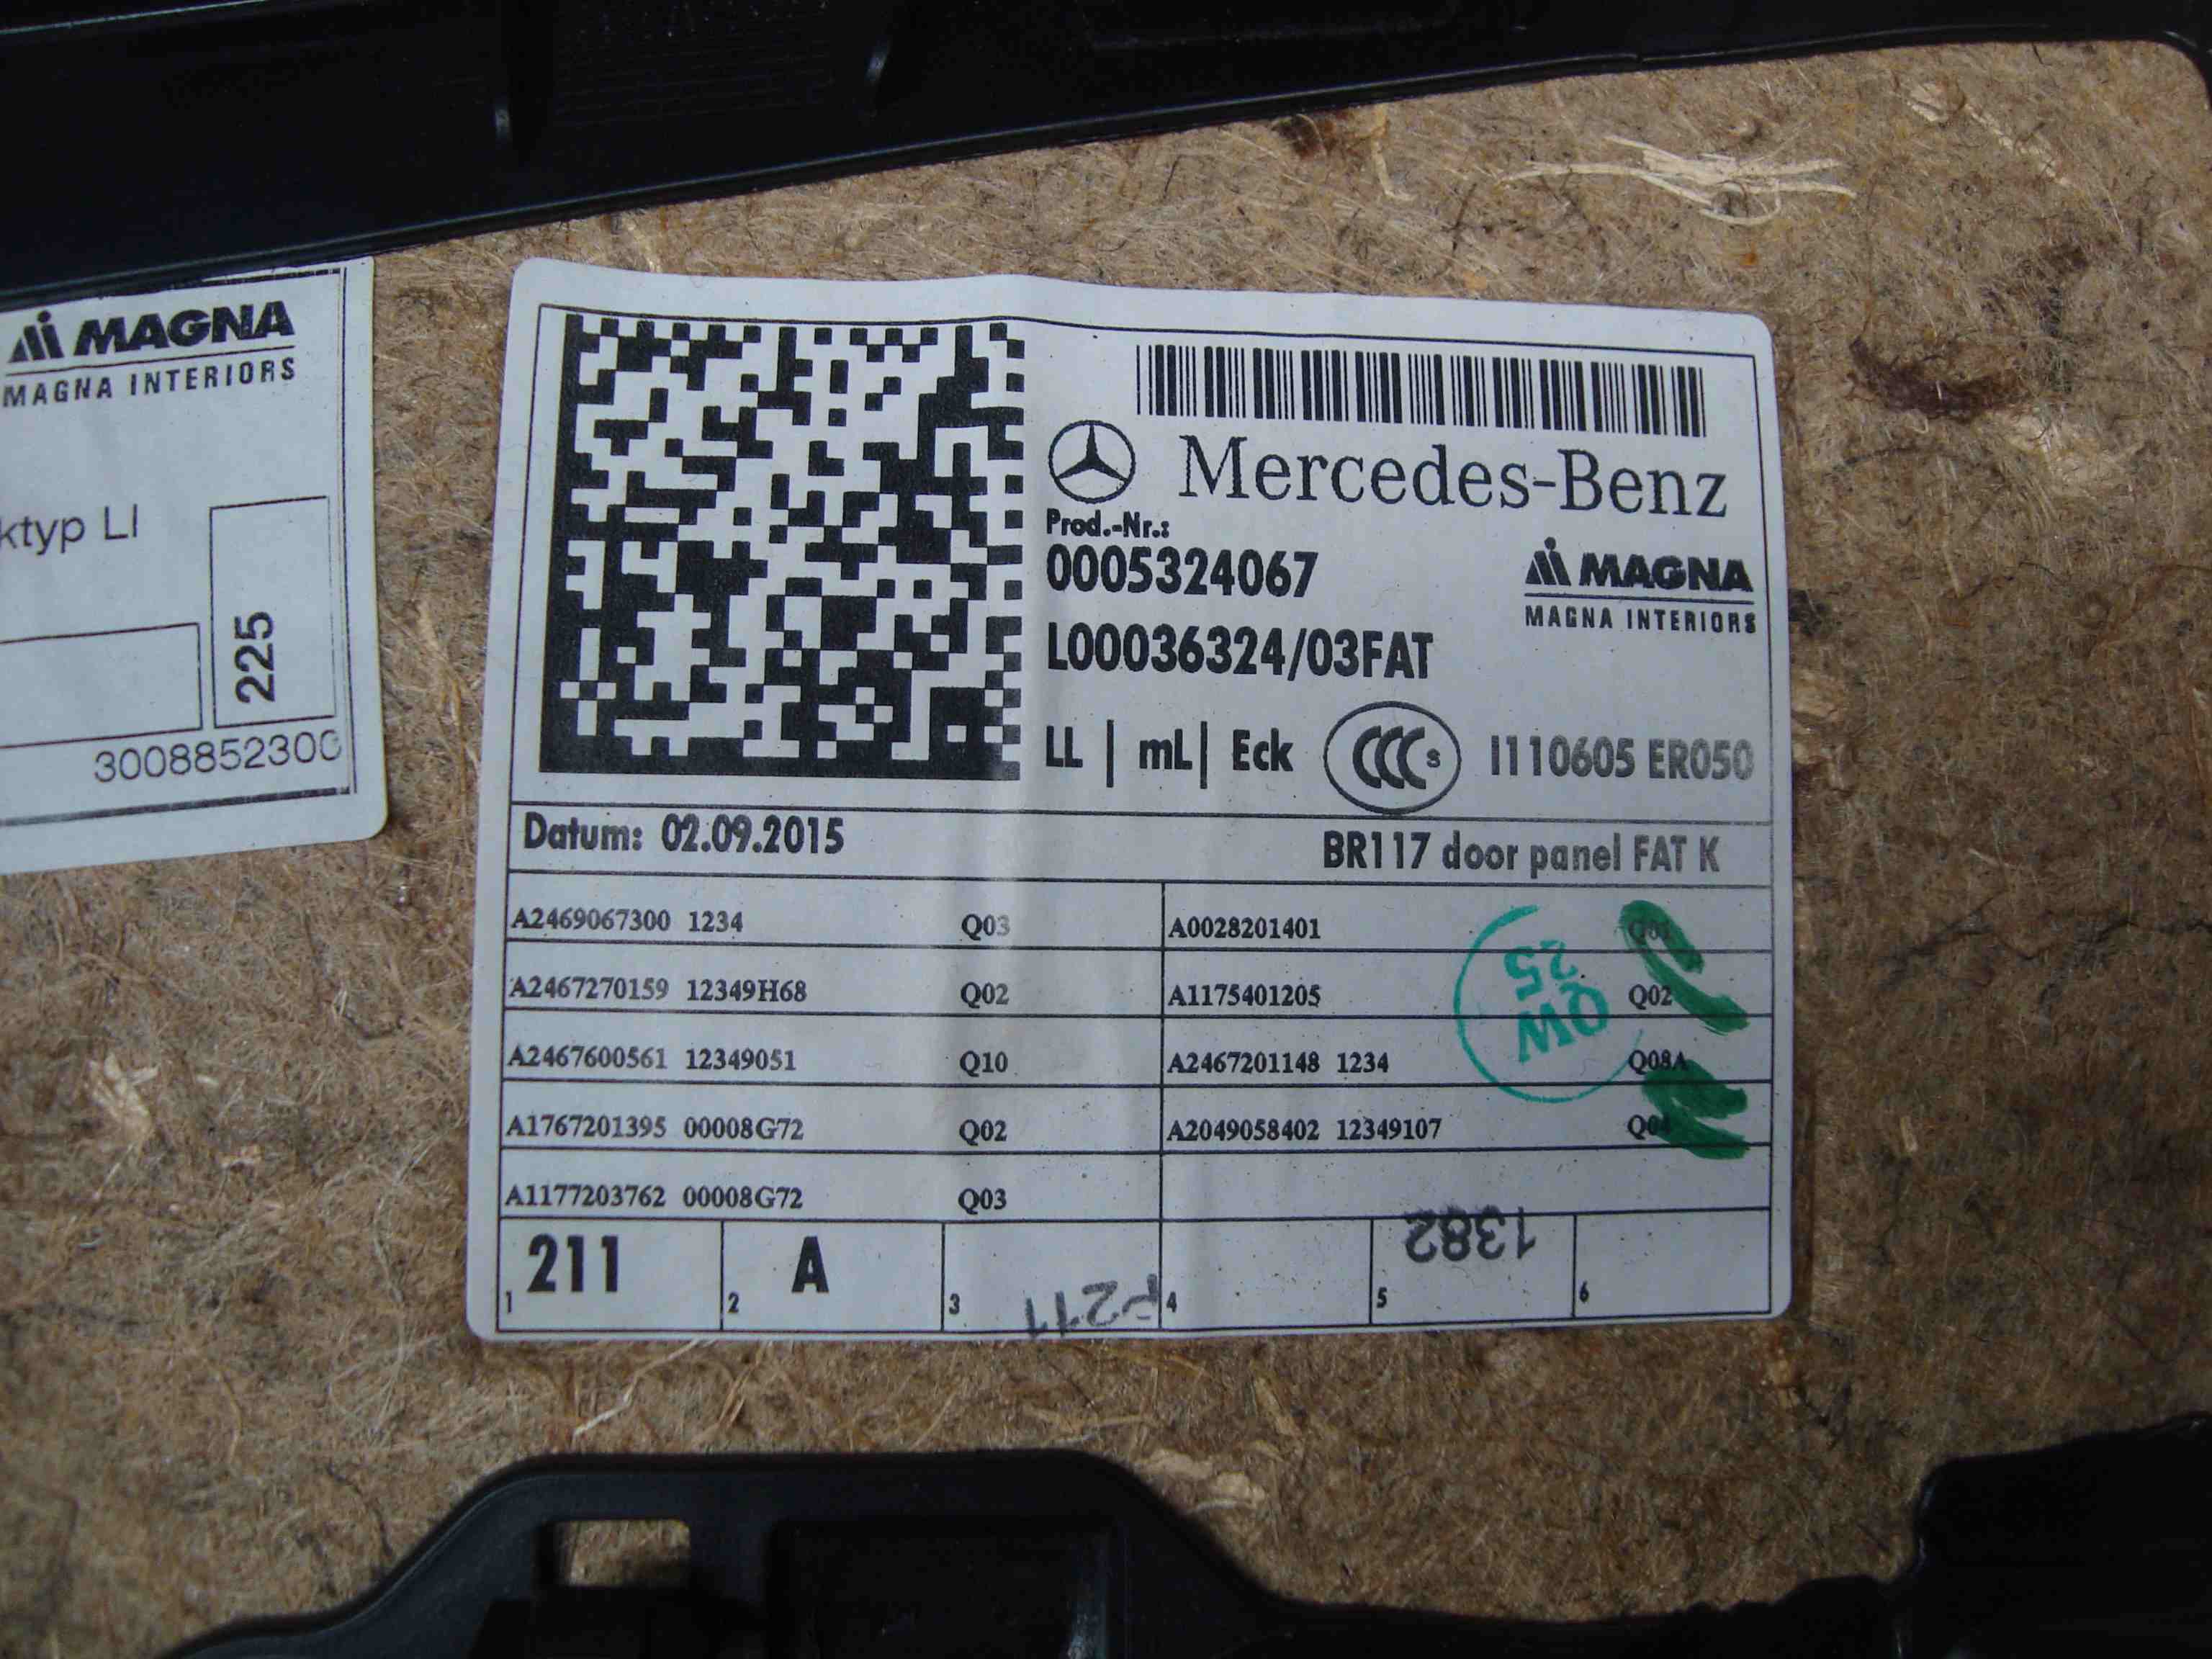 MAGNA
MAGNA INTERIORS
ktyp LI
225
3008852300
Mercedes-Benz
Prod.-Nr.:
0005324067
MAGNA
MAGNA INTERIORS
L00036324/03FAT
LL | mL | Eck CCC S I110605 ER050
Datum: 02.09.2015 BR117 door panel FAT K
A2469067300 1234 Q03 A0028201401
A2467270159 12349H68 Q02 A1175401205 Q02
A2467600561 12349051 Q10 A2467201148 1234 Q08A
A1767201395 00008G72 Q02 A2049058402 12349107
A1177203762 00008G72 Q03
QW
25
1 211 2 A 3 4 5 1382 6